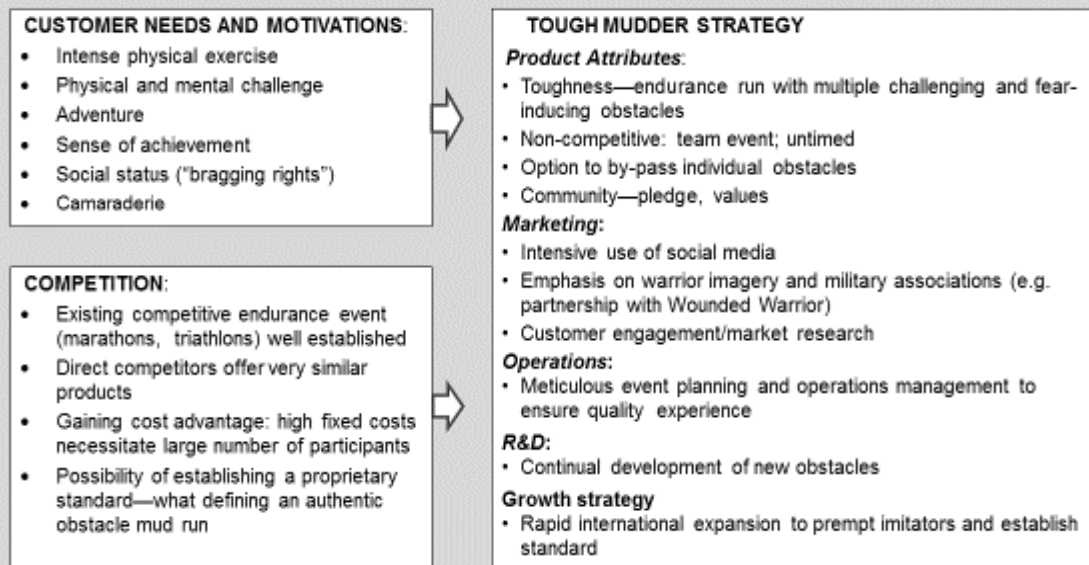 CUSTOMER NEEDS AND MOTIVATIONS:
• Intense physical exercise
• Physical and mental challenge
• Adventure
• Sense of achievement
• Social status (“bragging rights”)
• Camaraderie
COMPETITION:
• Existing competitive endurance event
(marathons, triathlons) well established
• Direct competitors offer very similar
products
• Gaining cost advantage: high fixed costs
necessitate large number of participants
• Possibility of establishing a proprietary
standard—what defining an authentic
obstacle mud run
TOUGH MUDDER STRATEGY
Product Attributes:
• Toughness—endurance run with multiple challenging and fear-
inducing obstacles
• Non-competitive: team event; untimed
• Option to by-pass individual obstacles
• Community—pledge, values
Marketing:
• Intensive use of social media
• Emphasis on warrior imagery and military associations (e.g.
partnership with Wounded Warrior)
• Customer engagement/market research
Operations:
• Meticulous event planning and operations management to
ensure quality experience
R&D:
• Continual development of new obstacles
Growth strategy
• Rapid international expansion to prempt imitators and establish
standard